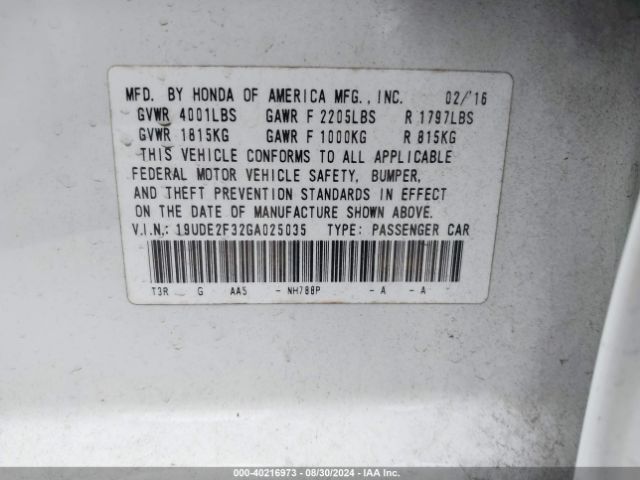 MFD. BY HONDA OF AMERICA MFG., INC. 02/'16
GVWR 4001LBS GAWR F 2205LBS R 1797LBS
GVWR 1815KG GAWR F 1000KG R 815KG
THIS VEHICLE CONFORMS TO ALL APPLICABLE
FEDERAL MOTOR VEHICLE SAFETY, BUMPER,
AND THEFT PREVENTION STANDARDS IN EFFECT
ON THE DATE OF MANUFACTURE SHOWN ABOVE.
V.I.N.: 19UDE2F32GA025035 TYPE: PASSENGER CAR
T3R G AA5 - NH788P - A - A -
000-40216973 - 08/30/2024 - IAA Inc.